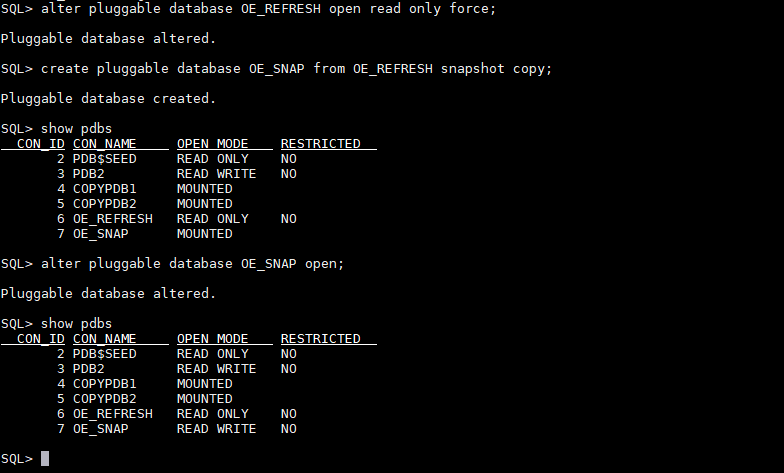 SQL> alter pluggable database OE_REFRESH open read only force;
Pluggable database altered.
SQL> create pluggable database OE_SNAP from OE_REFRESH snapshot copy;
Pluggable database created.
SQL> show pdbs
CON_ID CON_NAME OPEN MODE RESTRICTED
2 PDB$SEED READ ONLY NO
3 PDB2 READ WRITE NO
4 COPYPDB1 MOUNTED
5 COPYPDB2 MOUNTED
6 OE_REFRESH READ ONLY NO
7 OE_SNAP MOUNTED
SQL> alter pluggable database OE_SNAP open;
Pluggable database altered.
SQL> show pdbs
CON_ID CON_NAME OPEN MODE RESTRICTED
2 PDB$SEED READ ONLY NO
3 PDB2 READ WRITE NO
4 COPYPDB1 MOUNTED
5 COPYPDB2 MOUNTED
6 OE_REFRESH READ ONLY NO
7 OE_SNAP READ WRITE NO
SQL>